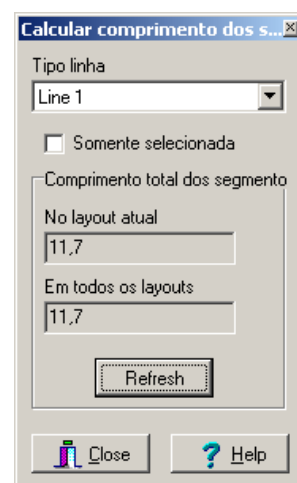 Calcular comprimento dos s...
Tipo linha
Line 1
Somente selecionada
Comprimento total dos segmento
No layout atual
11,7
Em todos os layouts
11,7
Refresh
Close
Help